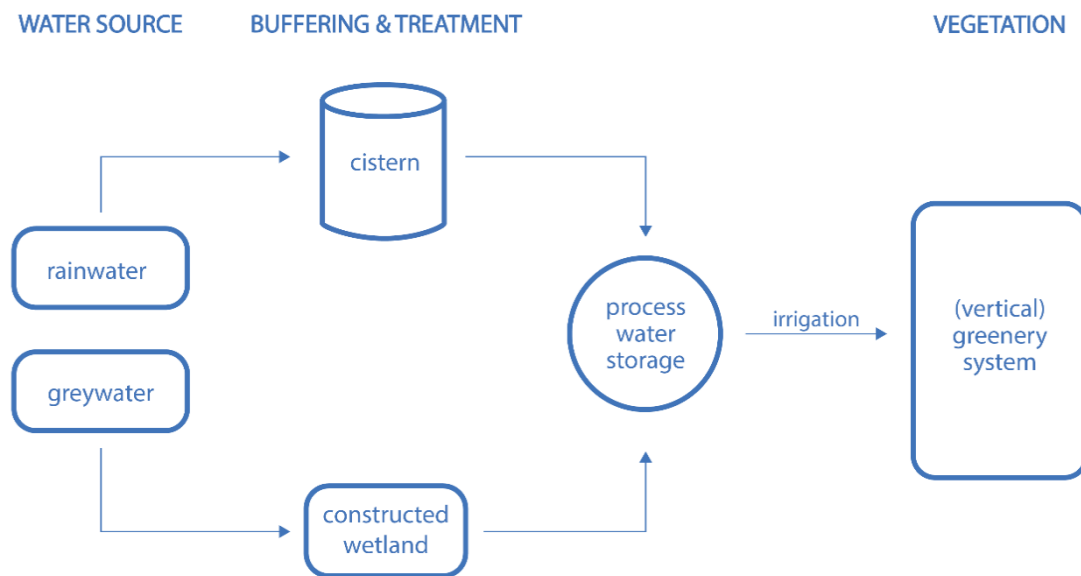 WATER SOURCE
BUFFERING & TREATMENT
VEGETATION
cistern
rainwater
greywater
constructed
wetland
process
water
storage
irrigation
(vertical)
greenery
system